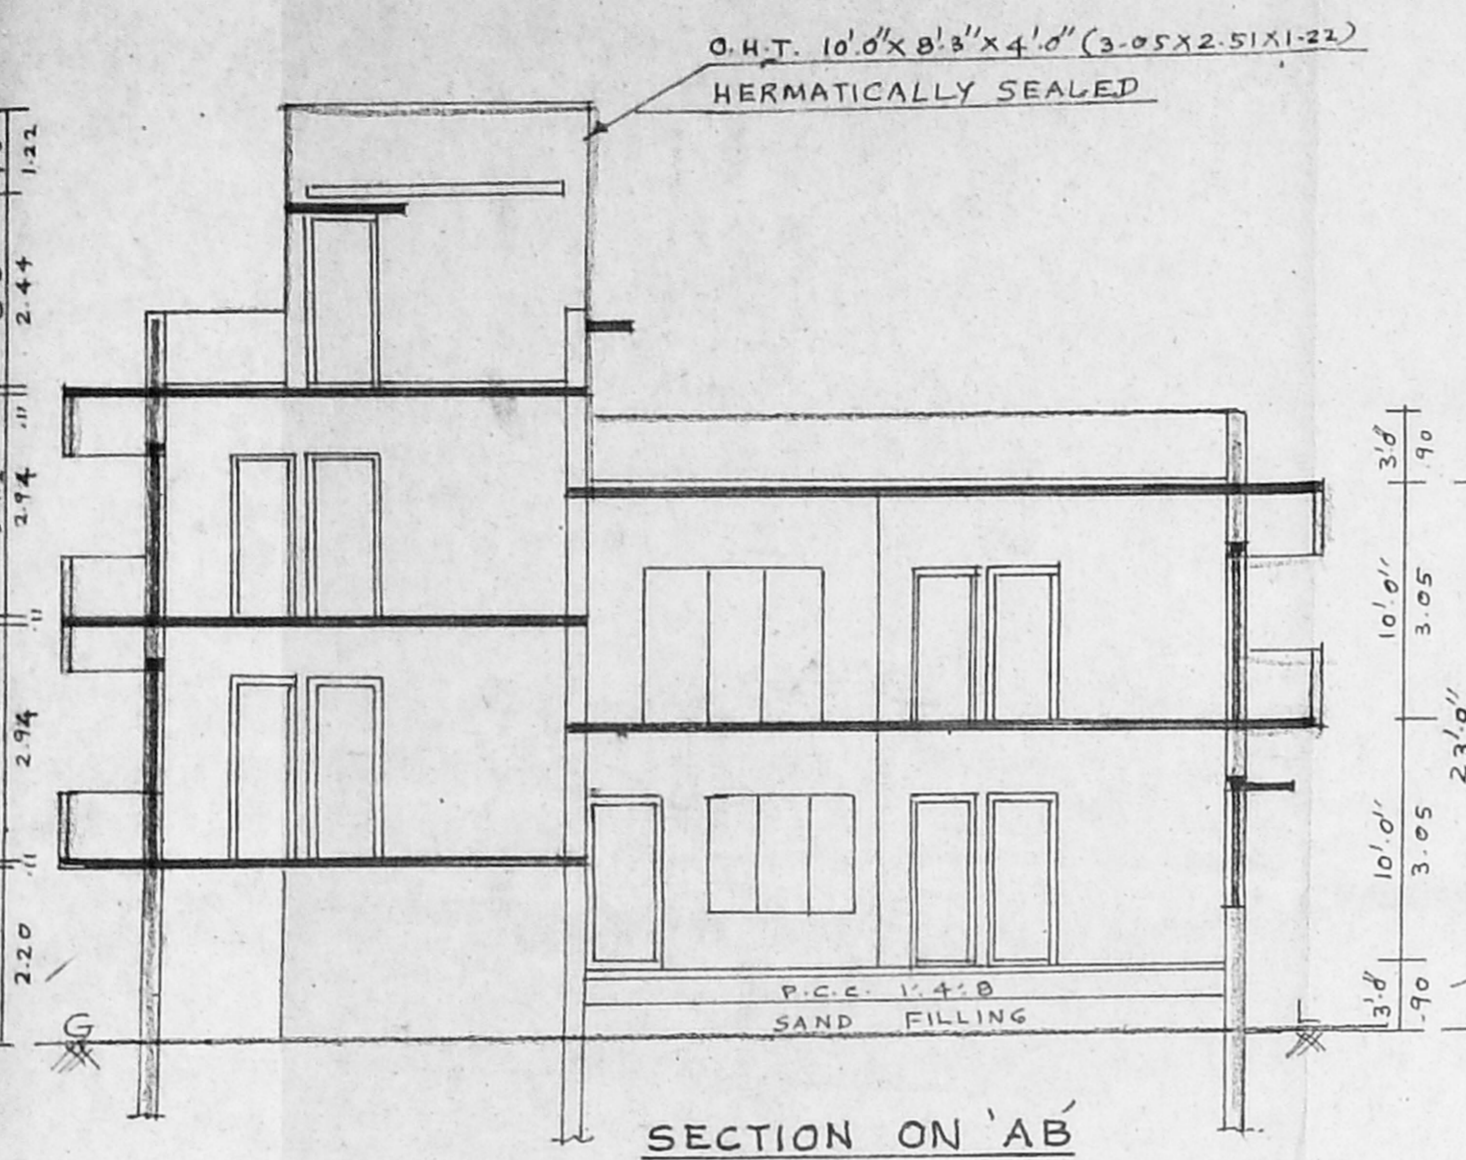 O.H.T. 10'.0"X 8'.3"X 4'.0" (3.05X2.51X1.22)
HERMATICALLY SEALED
1.22
2.44
2.94
2.94
2.20
3'.0"
.90
10'.0"
3.05
10'.0"
3.05
3'.0"
.90
23'.0"
P.C.C. 1:4:8
SAND FILLING
G
L
SECTION ON 'AB'